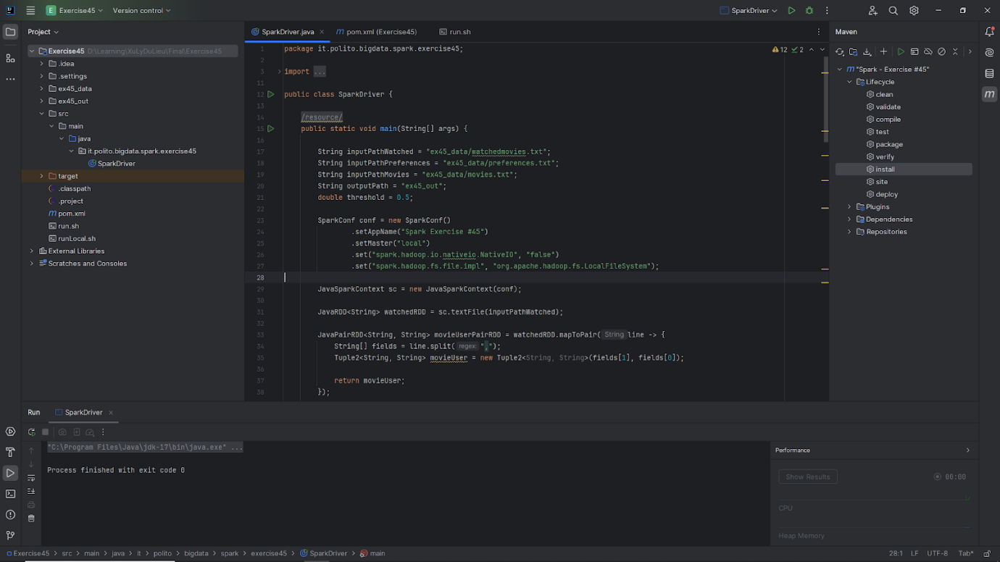 E Exercise45
Version control
SparkDriver
Project
Exercise45 D:\Learning\XuLyDuLieu\Final\Exercise45
.idea
.settings
ex45_data
ex45_out
src
main
java
it.polito.bigdata.spark.exercise45
SparkDriver
target
.classpath
.project
pom.xml
run.sh
runLocal.sh
External Libraries
Scratches and Consoles
SparkDriver.java
pom.xml (Exercise45)
run.sh
12 2
1 package it.polito.bigdata.spark.exercise45;
2
3 import ...
11
12 public class SparkDriver {
13
14 /resource/
15 public static void main(String[] args) {
16
17 String inputPathWatched = "ex45_data/watchedmovies.txt";
18 String inputPathPreferences = "ex45_data/preferences.txt";
19 String inputPathMovies = "ex45_data/movies.txt";
20 String outputPath = "ex45_out";
21 double threshold = 0.5;
22
23 SparkConf conf = new SparkConf()
24 .setAppName("Spark Exercise #45")
25 .setMaster("local")
26 .set("spark.hadoop.io.nativeio.NativeIO", "false")
27 .set("spark.hadoop.fs.file.impl", "org.apache.hadoop.fs.LocalFileSystem");
28
29 JavaSparkContext sc = new JavaSparkContext(conf);
30
31 JavaRDD<String> watchedRDD = sc.textFile(inputPathWatched);
32
33 JavaPairRDD<String, String> movieUserPairRDD = watchedRDD.mapToPair( String line -> {
34 String[] fields = line.split( regex: ",");
35 Tuple2<String, String> movieUser = new Tuple2<String, String>(fields[1], fields[0]);
36
37 return movieUser;
38 });
Maven
"Spark - Exercise #45"
Lifecycle
clean
validate
compile
test
package
verify
install
site
deploy
Plugins
Dependencies
Repositories
Run
SparkDriver
"C:\Program Files\Java\jdk-17\bin\java.exe" ...
Process finished with exit code 0
Performance
Show Results
00:00
CPU
Heap Memory
Exercise45 > src > main > java > it > polito > bigdata > spark > exercise45 > SparkDriver > main
28:1 LF UTF-8 Tab*